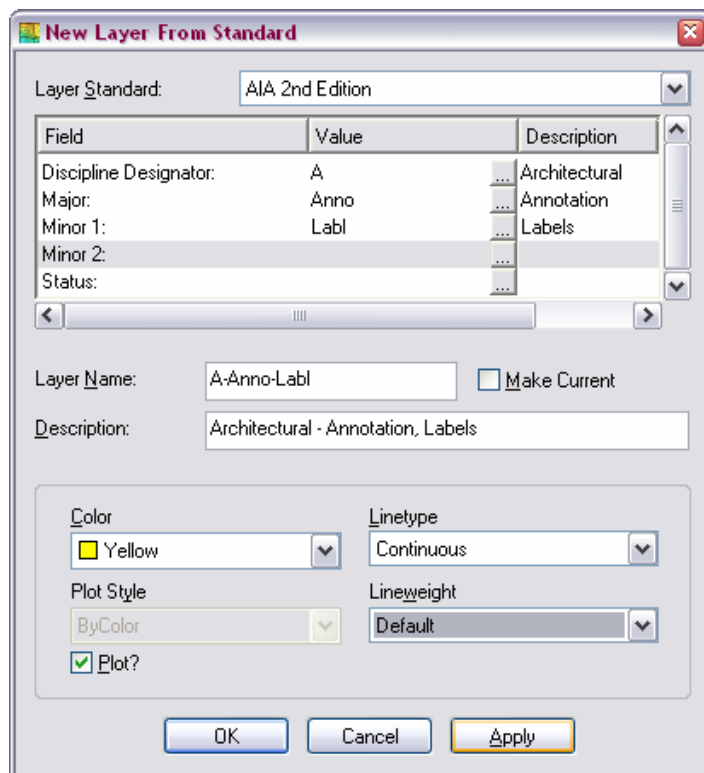 New Layer From Standard
Layer Standard: AIA 2nd Edition
Field Value Description
Discipline Designator: A ... Architectural
Major: Anno ... Annotation
Minor 1: Labl ... Labels
Minor 2: ...
Status: ...
Layer Name: A-Anno-Labl Make Current
Description: Architectural - Annotation, Labels
Color Linetype
Yellow Continuous
Plot Style Lineweight
ByColor Default
Plot?
OK Cancel Apply